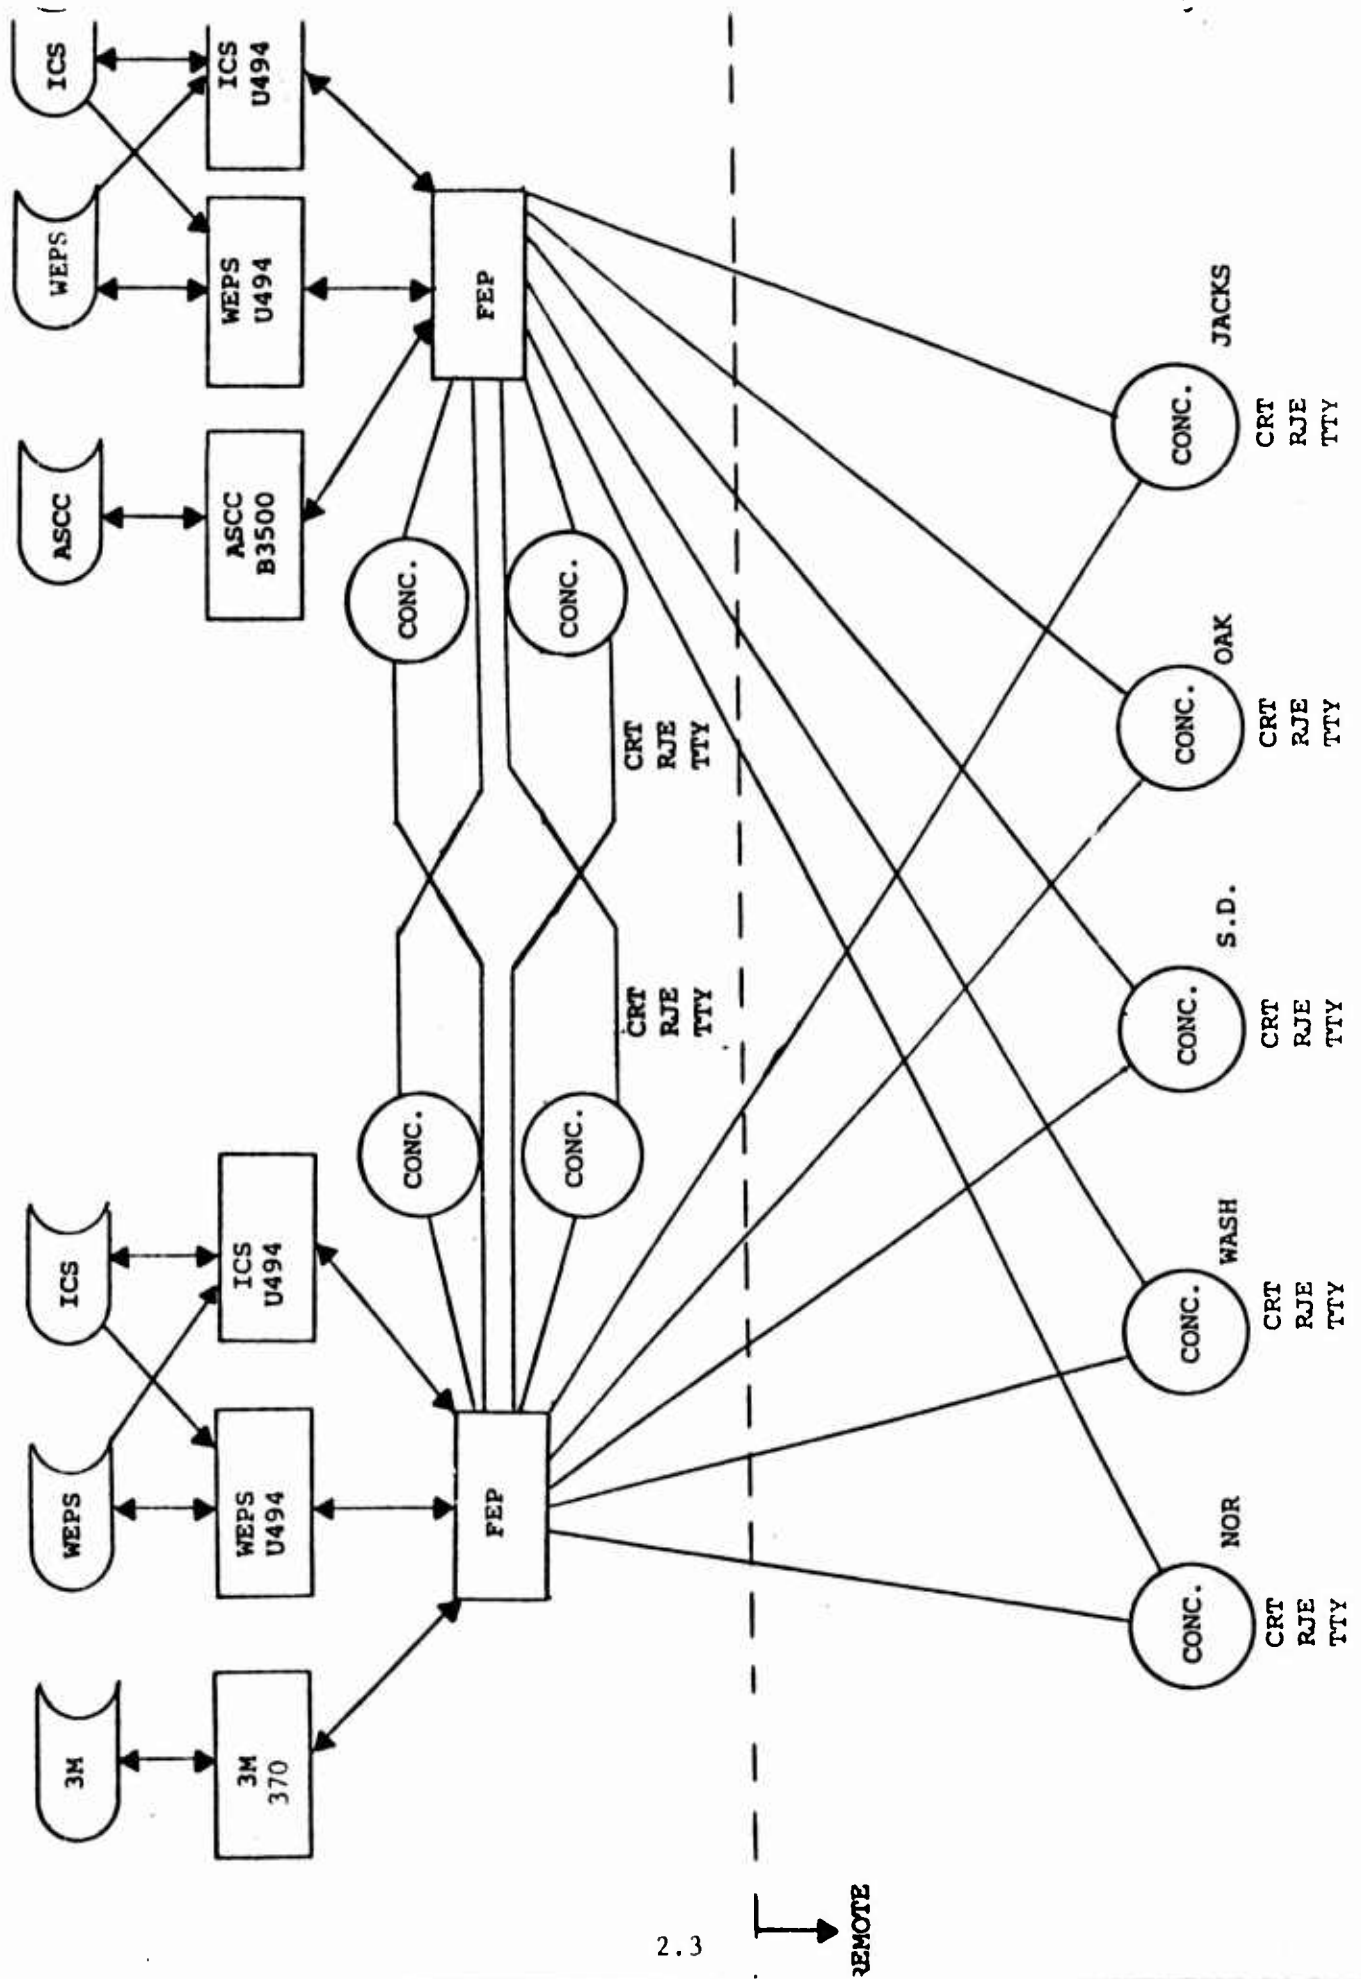 3M
WEPS
ICS
ASCC
WEPS
ICS
3M
370
WEPS
U494
ICS
U494
ASCC
B3500
WEPS
U494
ICS
U494
CONC.
CONC.
FEP
FEP
CONC.
CONC.
CRT
RJE
TTY
CRT
RJE
TTY
REMOTE
CONC.
NOR
CRT
RJE
TTY
CONC.
WASH
CRT
RJE
TTY
CONC.
S.D.
CRT
RJE
TTY
CONC.
OAK
CRT
RJE
TTY
CONC.
JACKS
CRT
RJE
TTY
2.3